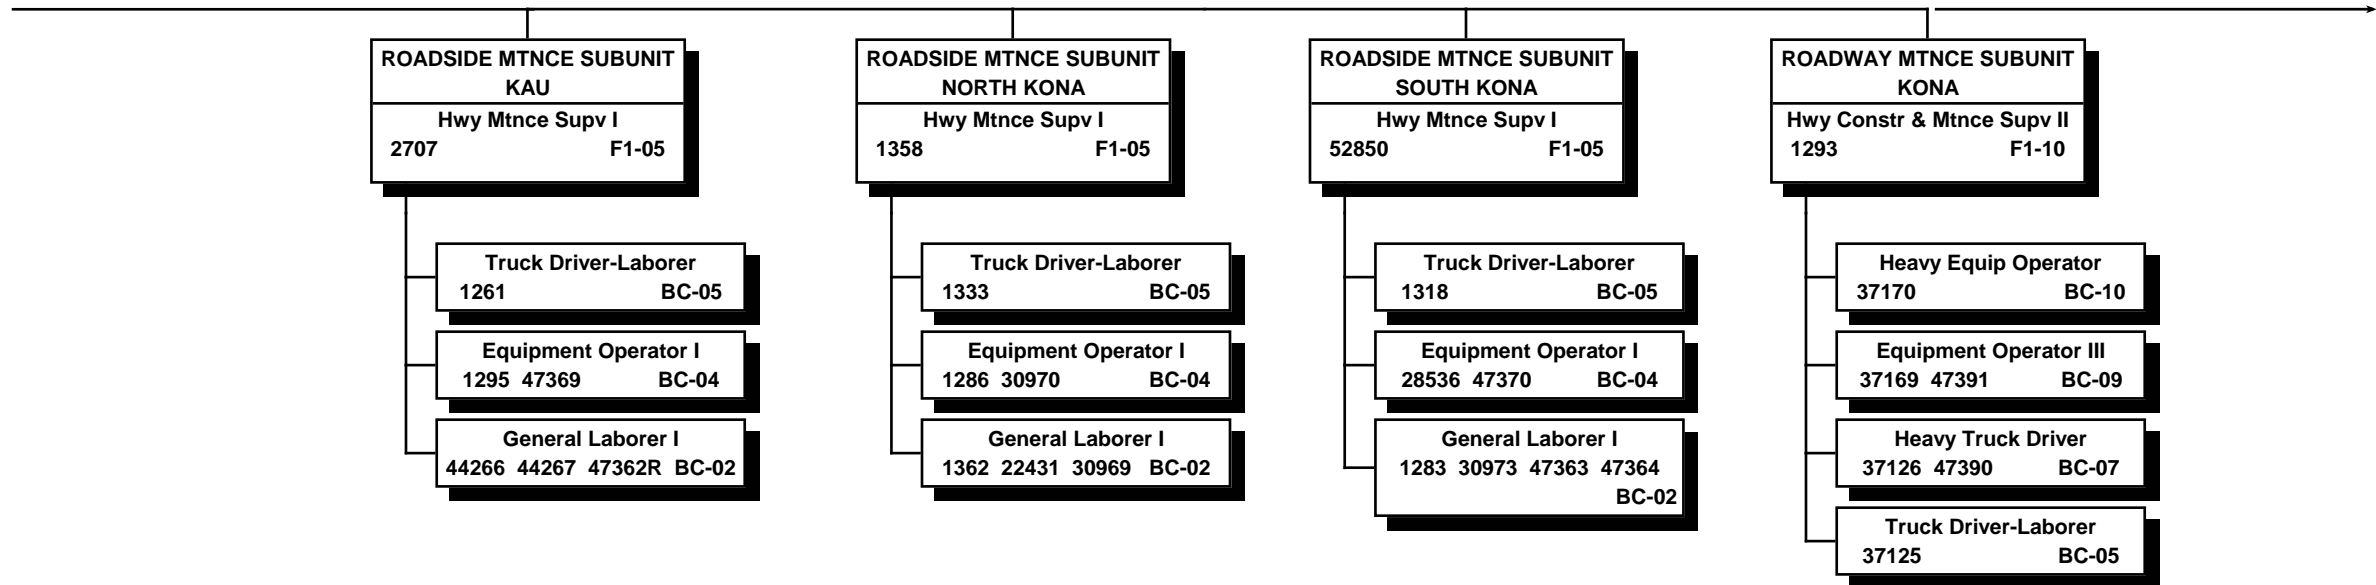 ROADSIDE MTNCE SUBUNIT
KAU
Hwy Mtnce Supv I
2707 F1-05
Truck Driver-Laborer
1261 BC-05
Equipment Operator I
1295 47369 BC-04
General Laborer I
44266 44267 47362R BC-02
ROADSIDE MTNCE SUBUNIT
NORTH KONA
Hwy Mtnce Supv I
1358 F1-05
Truck Driver-Laborer
1333 BC-05
Equipment Operator I
1286 30970 BC-04
General Laborer I
1362 22431 30969 BC-02
ROADSIDE MTNCE SUBUNIT
SOUTH KONA
Hwy Mtnce Supv I
52850 F1-05
Truck Driver-Laborer
1318 BC-05
Equipment Operator I
28536 47370 BC-04
General Laborer I
1283 30973 47363 47364
BC-02
ROADWAY MTNCE SUBUNIT
KONA
Hwy Constr & Mtnce Supv II
1293 F1-10
Heavy Equip Operator
37170 BC-10
Equipment Operator III
37169 47391 BC-09
Heavy Truck Driver
37126 47390 BC-07
Truck Driver-Laborer
37125 BC-05